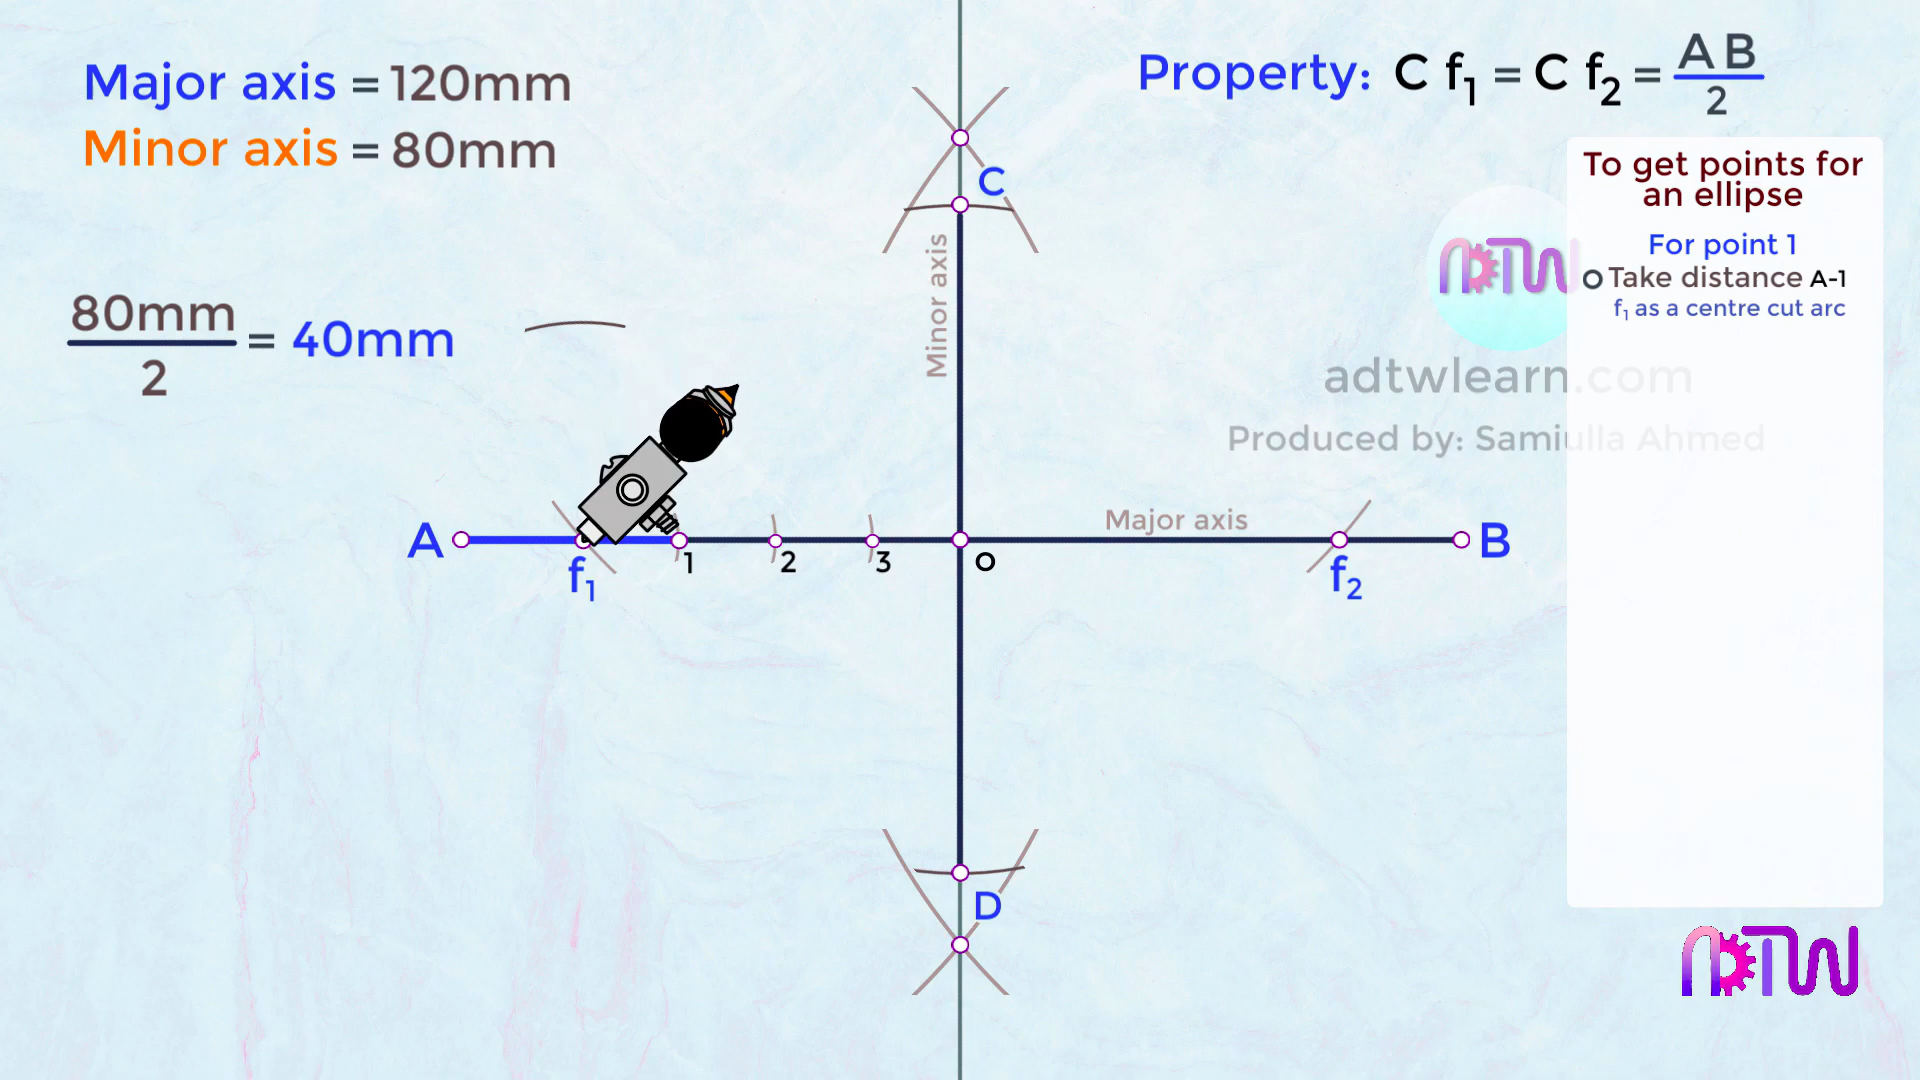 Major axis = 120mm
Minor axis = 80mm
Property: C f₁ = C f₂ = A B
2
To get points for
an ellipse
For point 1
Take distance A-1
f₁ as a centre cut arc
80mm
2
= 40mm
C
Minor axis
ADTW
adtwlearn.com
Produced by: Samiulla Ahmed
Major axis
A
f₁
1
2
3
O
f₂
B
D
ADTW